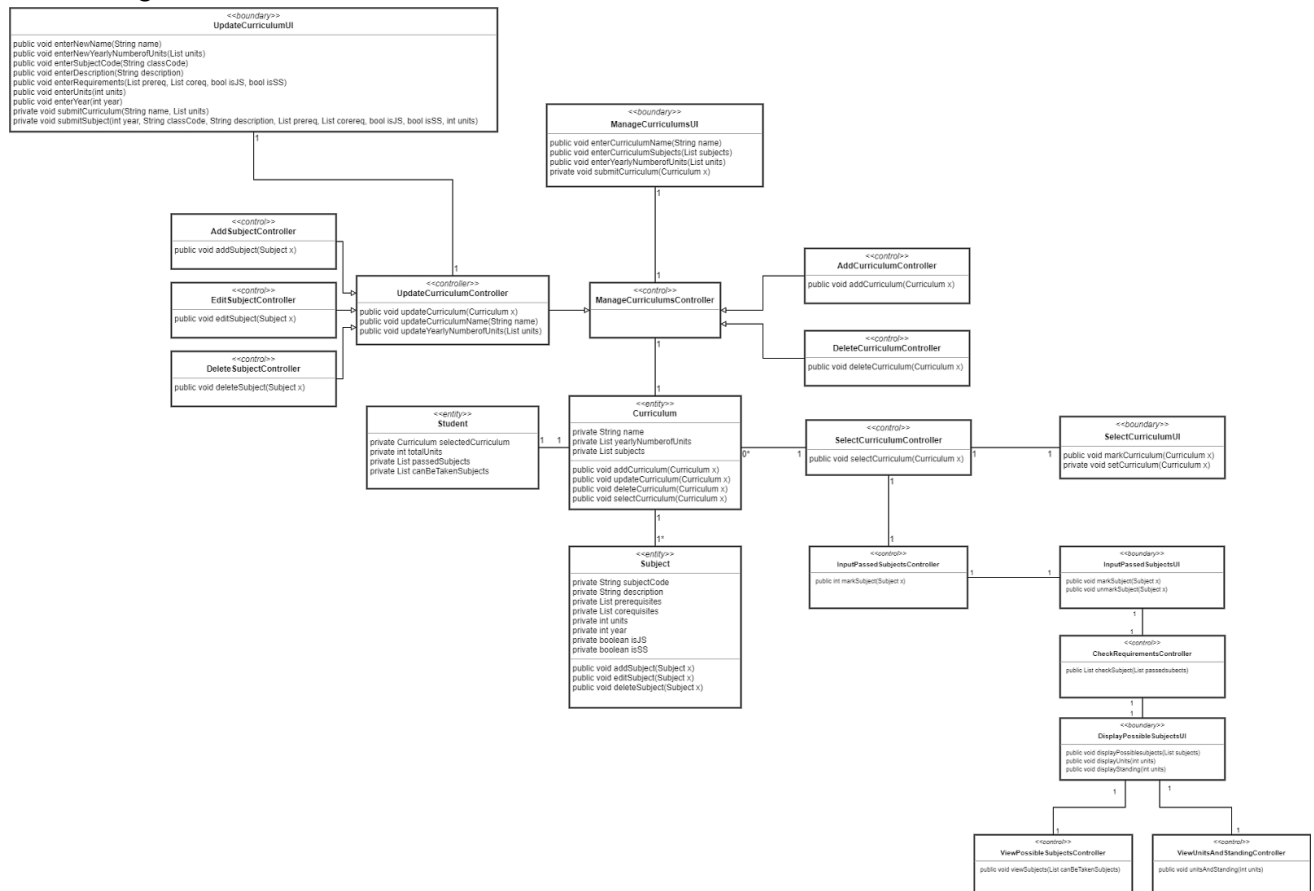 <<boundary>>
UpdateCurriculumUI
public void enterNewName(String name)
public void enterNewYearlyNumberofUnits(List units)
public void enterSubjectCode(String classCode)
public void enterDescription(String description)
public void enterRequirements(List prereq, List coreq, bool isJS, bool isSS)
public void enterUnits(int units)
public void enterYear(int year)
private void submitCurriculum(String name, List units)
private void submitSubject(int year, String classCode, String description, List prereq, List corereq, bool isJS, bool isSS, int units)
1
1
<<boundary>>
ManageCurriculumsUI
public void enterCurriculumName(String name)
public void enterCurriculumSubjects(List subjects)
public void enterYearlyNumberofUnits(List units)
private void submitCurriculum(Curriculum x)
1
1
<<control>>
AddSubjectController
public void addSubject(Subject x)
<<control>>
EditSubjectController
public void editSubject(Subject x)
<<control>>
DeleteSubjectController
public void deleteSubject(Subject x)
<<controller>>
UpdateCurriculumController
public void updateCurriculum(Curriculum x)
public void updateCurriculumName(String name)
public void updateYearlyNumberofUnits(List units)
<<control>>
ManageCurriculumsController
1
1
<<control>>
AddCurriculumController
public void addCurriculum(Curriculum x)
<<control>>
DeleteCurriculumController
public void deleteCurriculum(Curriculum x)
<<entity>>
Student
private Curriculum selectedCurriculum
private int totalUnits
private List passedSubjects
private List canBeTakenSubjects
1 1
<<entity>>
Curriculum
private String name
private List yearlyNumberofUnits
private List subjects
public void addCurriculum(Curriculum x)
public void updateCurriculum(Curriculum x)
public void deleteCurriculum(Curriculum x)
public void selectCurriculum(Curriculum x)
0* 1
<<control>>
SelectCurriculumController
public void selectCurriculum(Curriculum x)
1 1
<<boundary>>
SelectCurriculumUI
public void markCurriculum(Curriculum x)
private void setCurriculum(Curriculum x)
1
1*
<<entity>>
Subject
private String subjectCode
private String description
private List prerequisites
private List corequisites
private int units
private int year
private boolean isJS
private boolean isSS
public void addSubject(Subject x)
public void editSubject(Subject x)
public void deleteSubject(Subject x)
1
1
<<control>>
InputPassedSubjectsController
public int markSubject(Subject x)
1 1
<<boundary>>
InputPassedSubjectsUI
public void markSubject(Subject x)
public void unmarkSubject(Subject x)
1
1
<<control>>
CheckRequirementsController
public List checkSubject(List passedsubects)
1
1
<<boundary>>
DisplayPossibleSubjectsUI
public void displayPossiblesubjects(List subjects)
public void displayUnits(int units)
public void displayStanding(int units)
1 1
1 1
<<control>>
ViewPossibleSubjectsController
public void viewSubjects(List canBeTakenSubjects)
<<control>>
ViewUnitsAndStandingController
public void unitsAndStanding(int units)